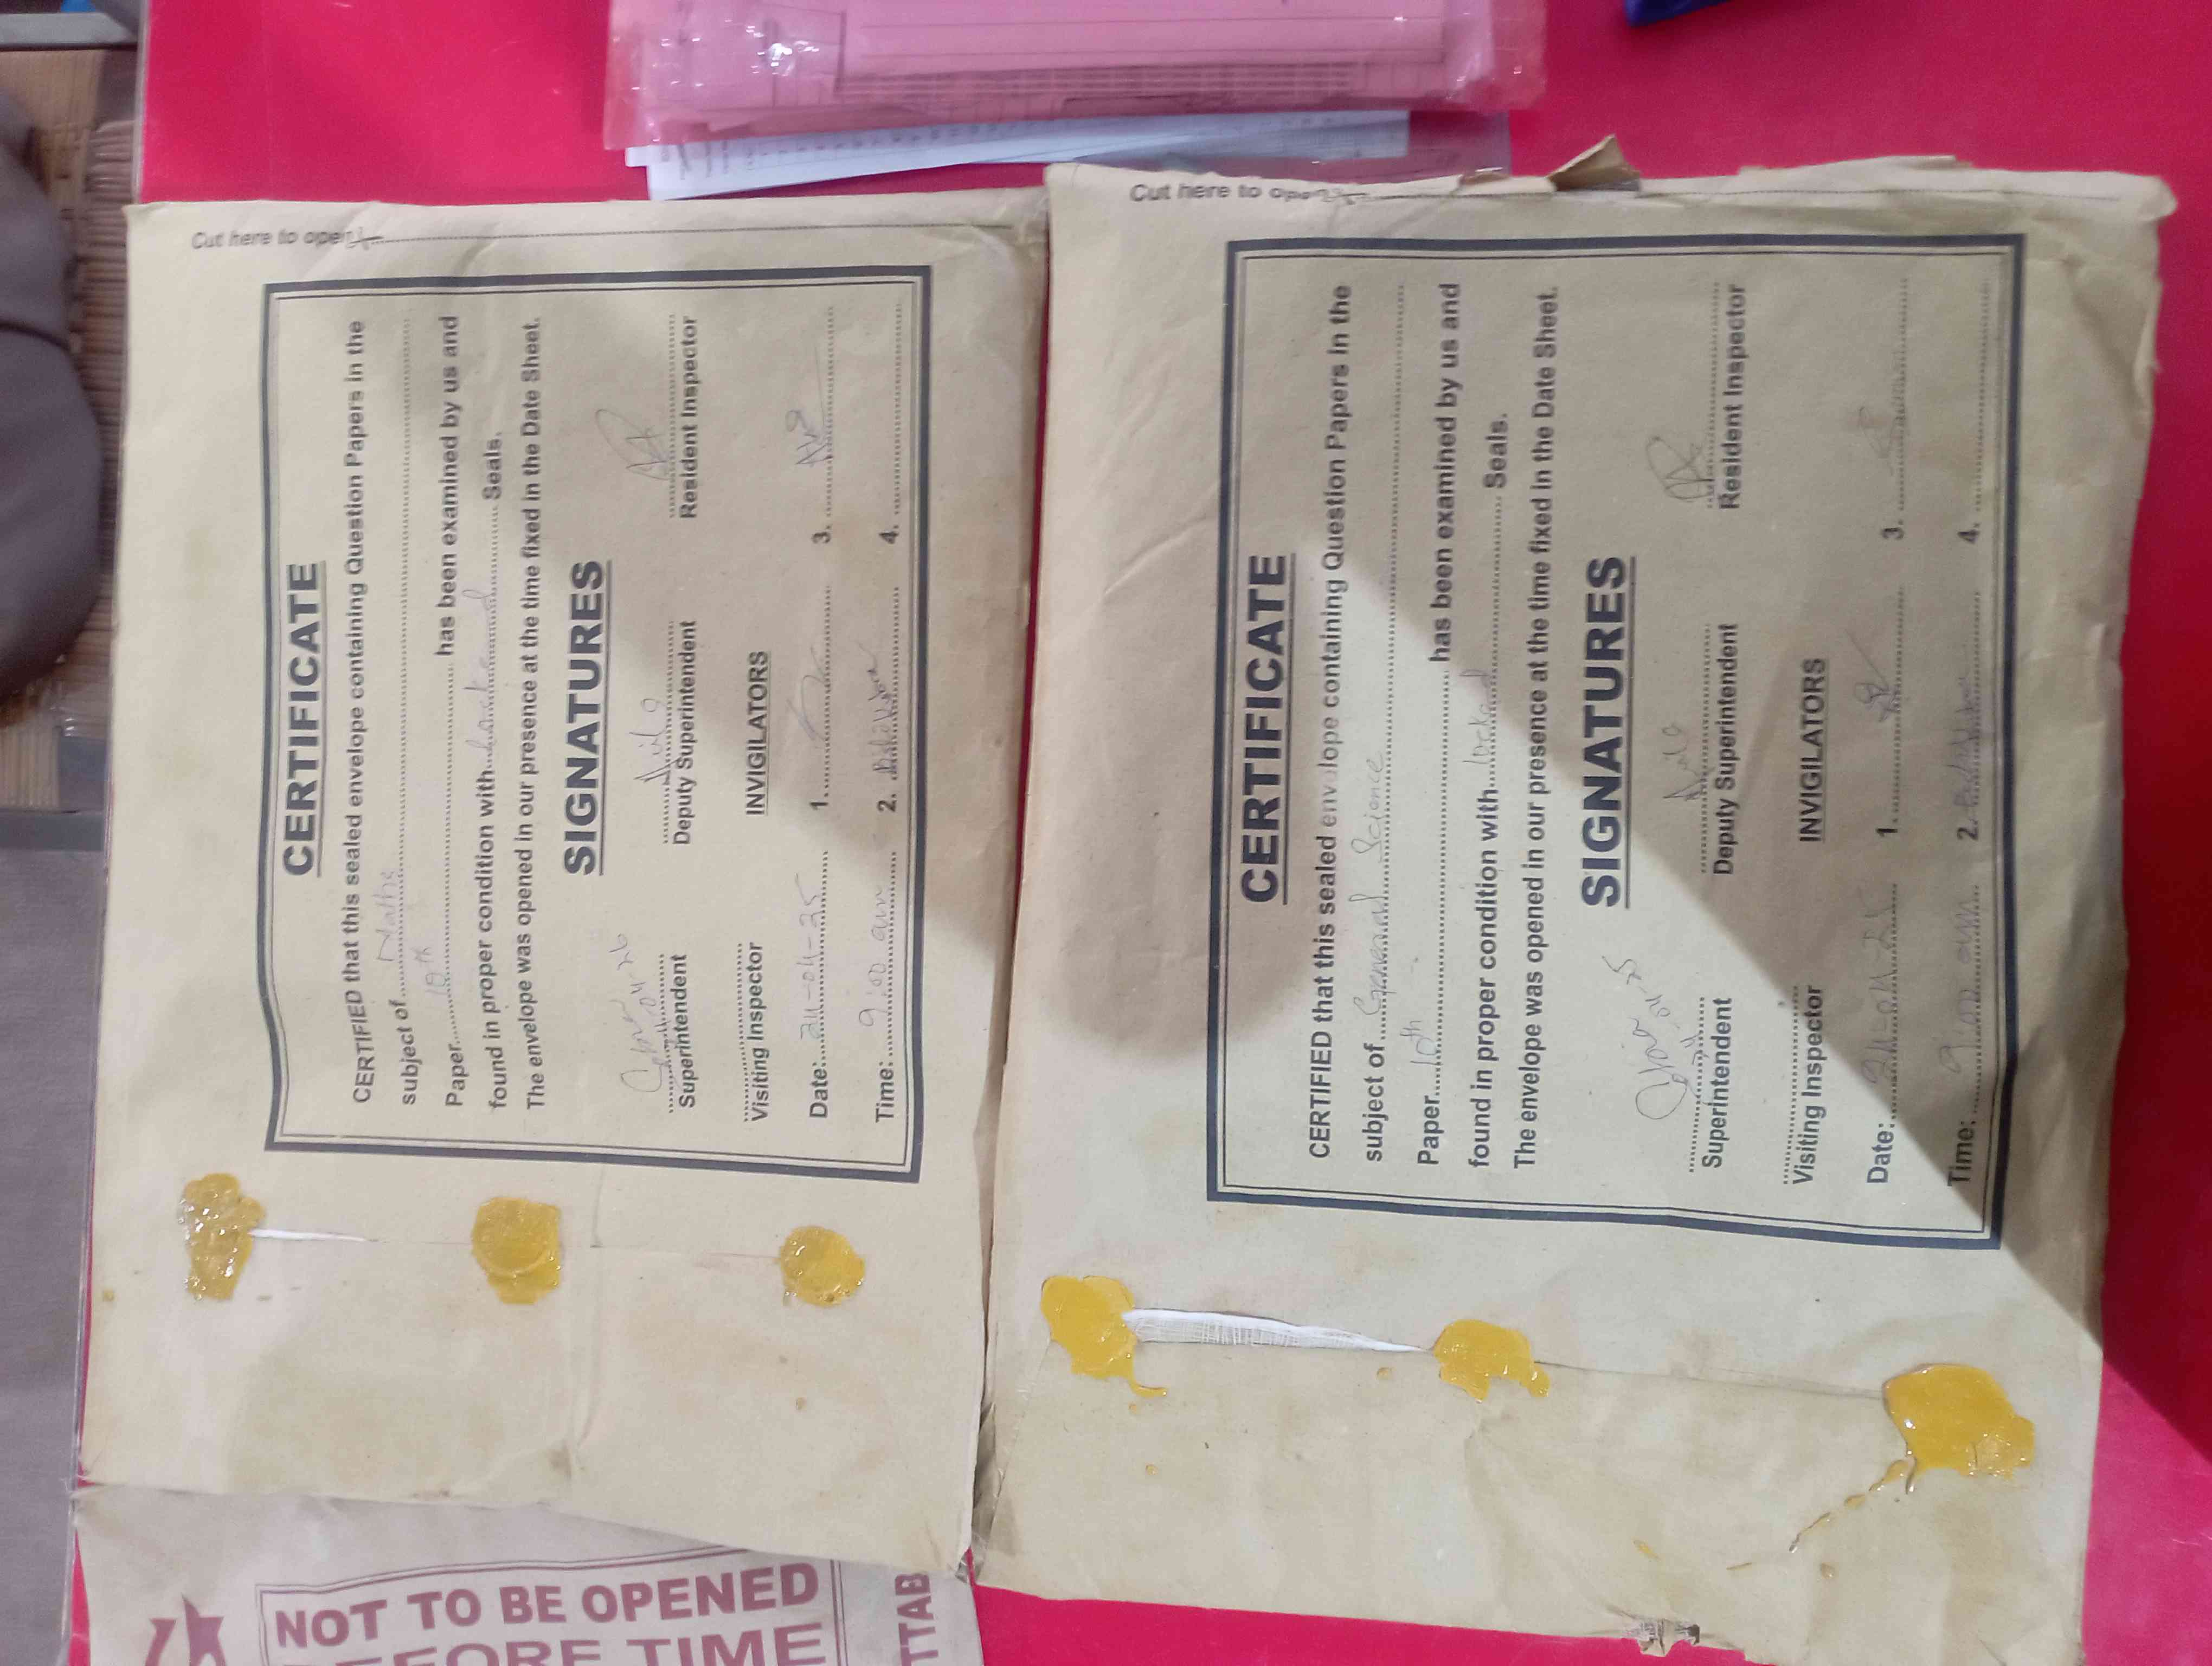 Cut here to open
CERTIFICATE
CERTIFIED that this sealed envelope containing Question Papers in the
subject of Maths
Paper 10th has been examined by us and
found in proper condition with Locked Seals.
The envelope was opened in our presence at the time fixed in the Date Sheet.
SIGNATURES
Superintendent Deputy Superintendent Resident Inspector
Visiting Inspector INVIGILATORS
Date: 24-04-25 1. 3.
Time: 9:00 am 2. 4.
Cut here to open
CERTIFICATE
CERTIFIED that this sealed envelope containing Question Papers in the
subject of General Science
Paper 10th has been examined by us and
found in proper condition with locked Seals.
The envelope was opened in our presence at the time fixed in the Date Sheet.
SIGNATURES
Superintendent Deputy Superintendent Resident Inspector
Visiting Inspector INVIGILATORS
Date: 24-04-25 1. 3.
Time: 9:00 am 2. 4.
NOT TO BE OPENED
BEFORE TIME